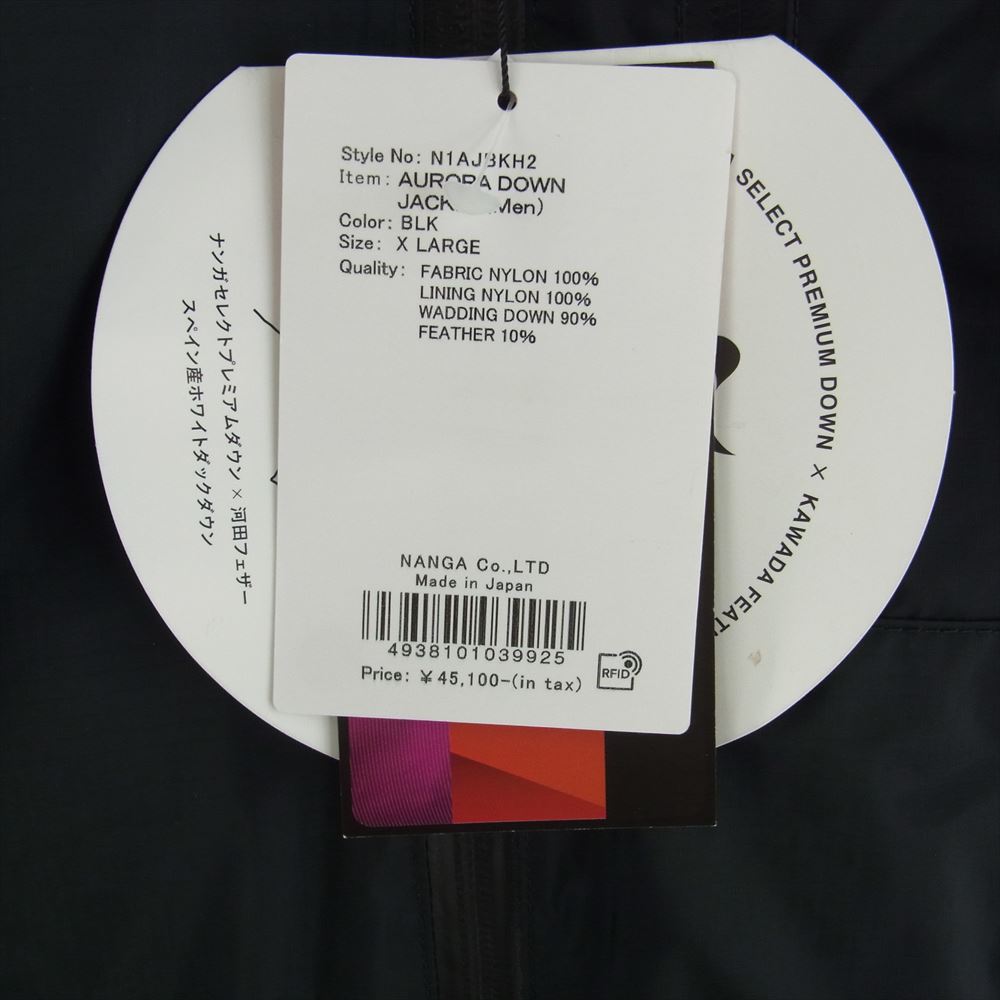 Style No: N1AJBKH2
Item: AURORA DOWN
(Men)
Color: BLK
Size: X LARGE
Quality: FABRIC NYLON 100%
LINING NYLON 100%
WADDING DOWN 90%
FEATHER 10%
NANGA Co.,LTD
Made in Japan
4938101039925
Price: ¥45,100-(in tax)
RFID
ナンガセレクトプレミアムダウン×河田フェザー
スペイン産ホワイトダックダウン
SELECT PREMIUM DOWN × KAWADA